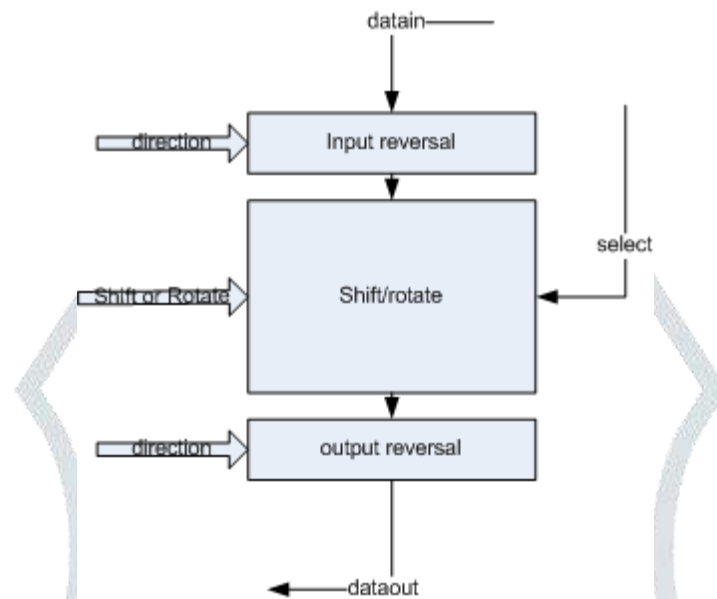 datain
direction
Input reversal
select
Shift or Rotate
Shift/rotate
direction
output reversal
dataout